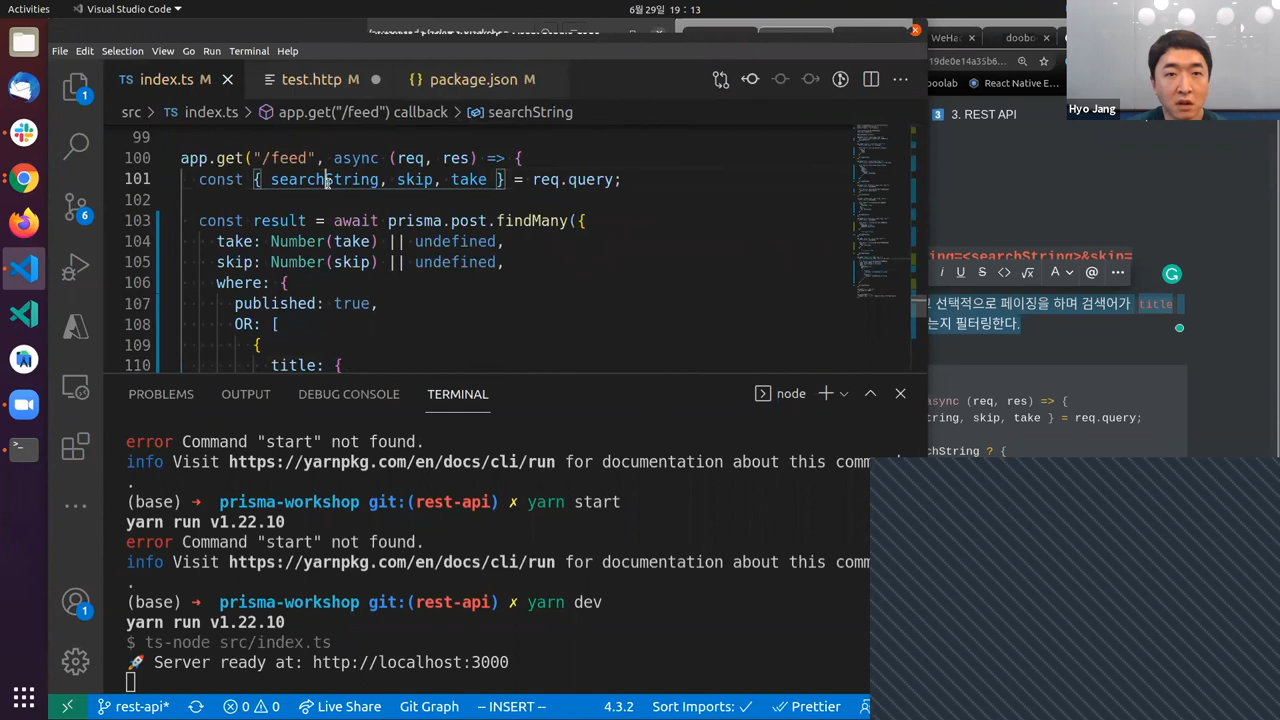 Activities
Visual Studio Code
6월 29일 19 : 13
File Edit Selection View Go Run Terminal Help
WeHa
doobo
19de0e14a35b6
oolab
React Native E...
TS index.ts M
test.http
{} package.json M
src > TS index.ts > app.get("/feed") callback > searchString
Hyo Jang
3 3. REST API
99
100 app.get("/feed", async (req, res) => {
101 const { searchString, skip, take } = req.query;
102
103 const result = await prisma.post.findMany({
104 take: Number(take) || undefined,
105 skip: Number(skip) || undefined,
106 where: {
107 published: true,
108 OR: [
109 {
110 title: {
ing=<searchString>&skip=
선택적으로 페이징을 하며 검색어가 title
는지 필터링한다.
async (req, res) => {
string, skip, take } = req.query;
chString ? {
PROBLEMS OUTPUT DEBUG CONSOLE TERMINAL
node
error Command "start" not found.
info Visit https://yarnpkg.com/en/docs/cli/run for documentation about this comm
.
(base) ➜ prisma-workshop git:(rest-api) ✗ yarn start
yarn run v1.22.10
error Command "start" not found.
info Visit https://yarnpkg.com/en/docs/cli/run for documentation about this comm
.
(base) ➜ prisma-workshop git:(rest-api) ✗ yarn dev
yarn run v1.22.10
$ ts-node src/index.ts
🚀 Server ready at: http://localhost:3000
rest-api* 0 0 Live Share Git Graph -- INSERT -- 4.3.2 Sort Imports: ✓ Prettier